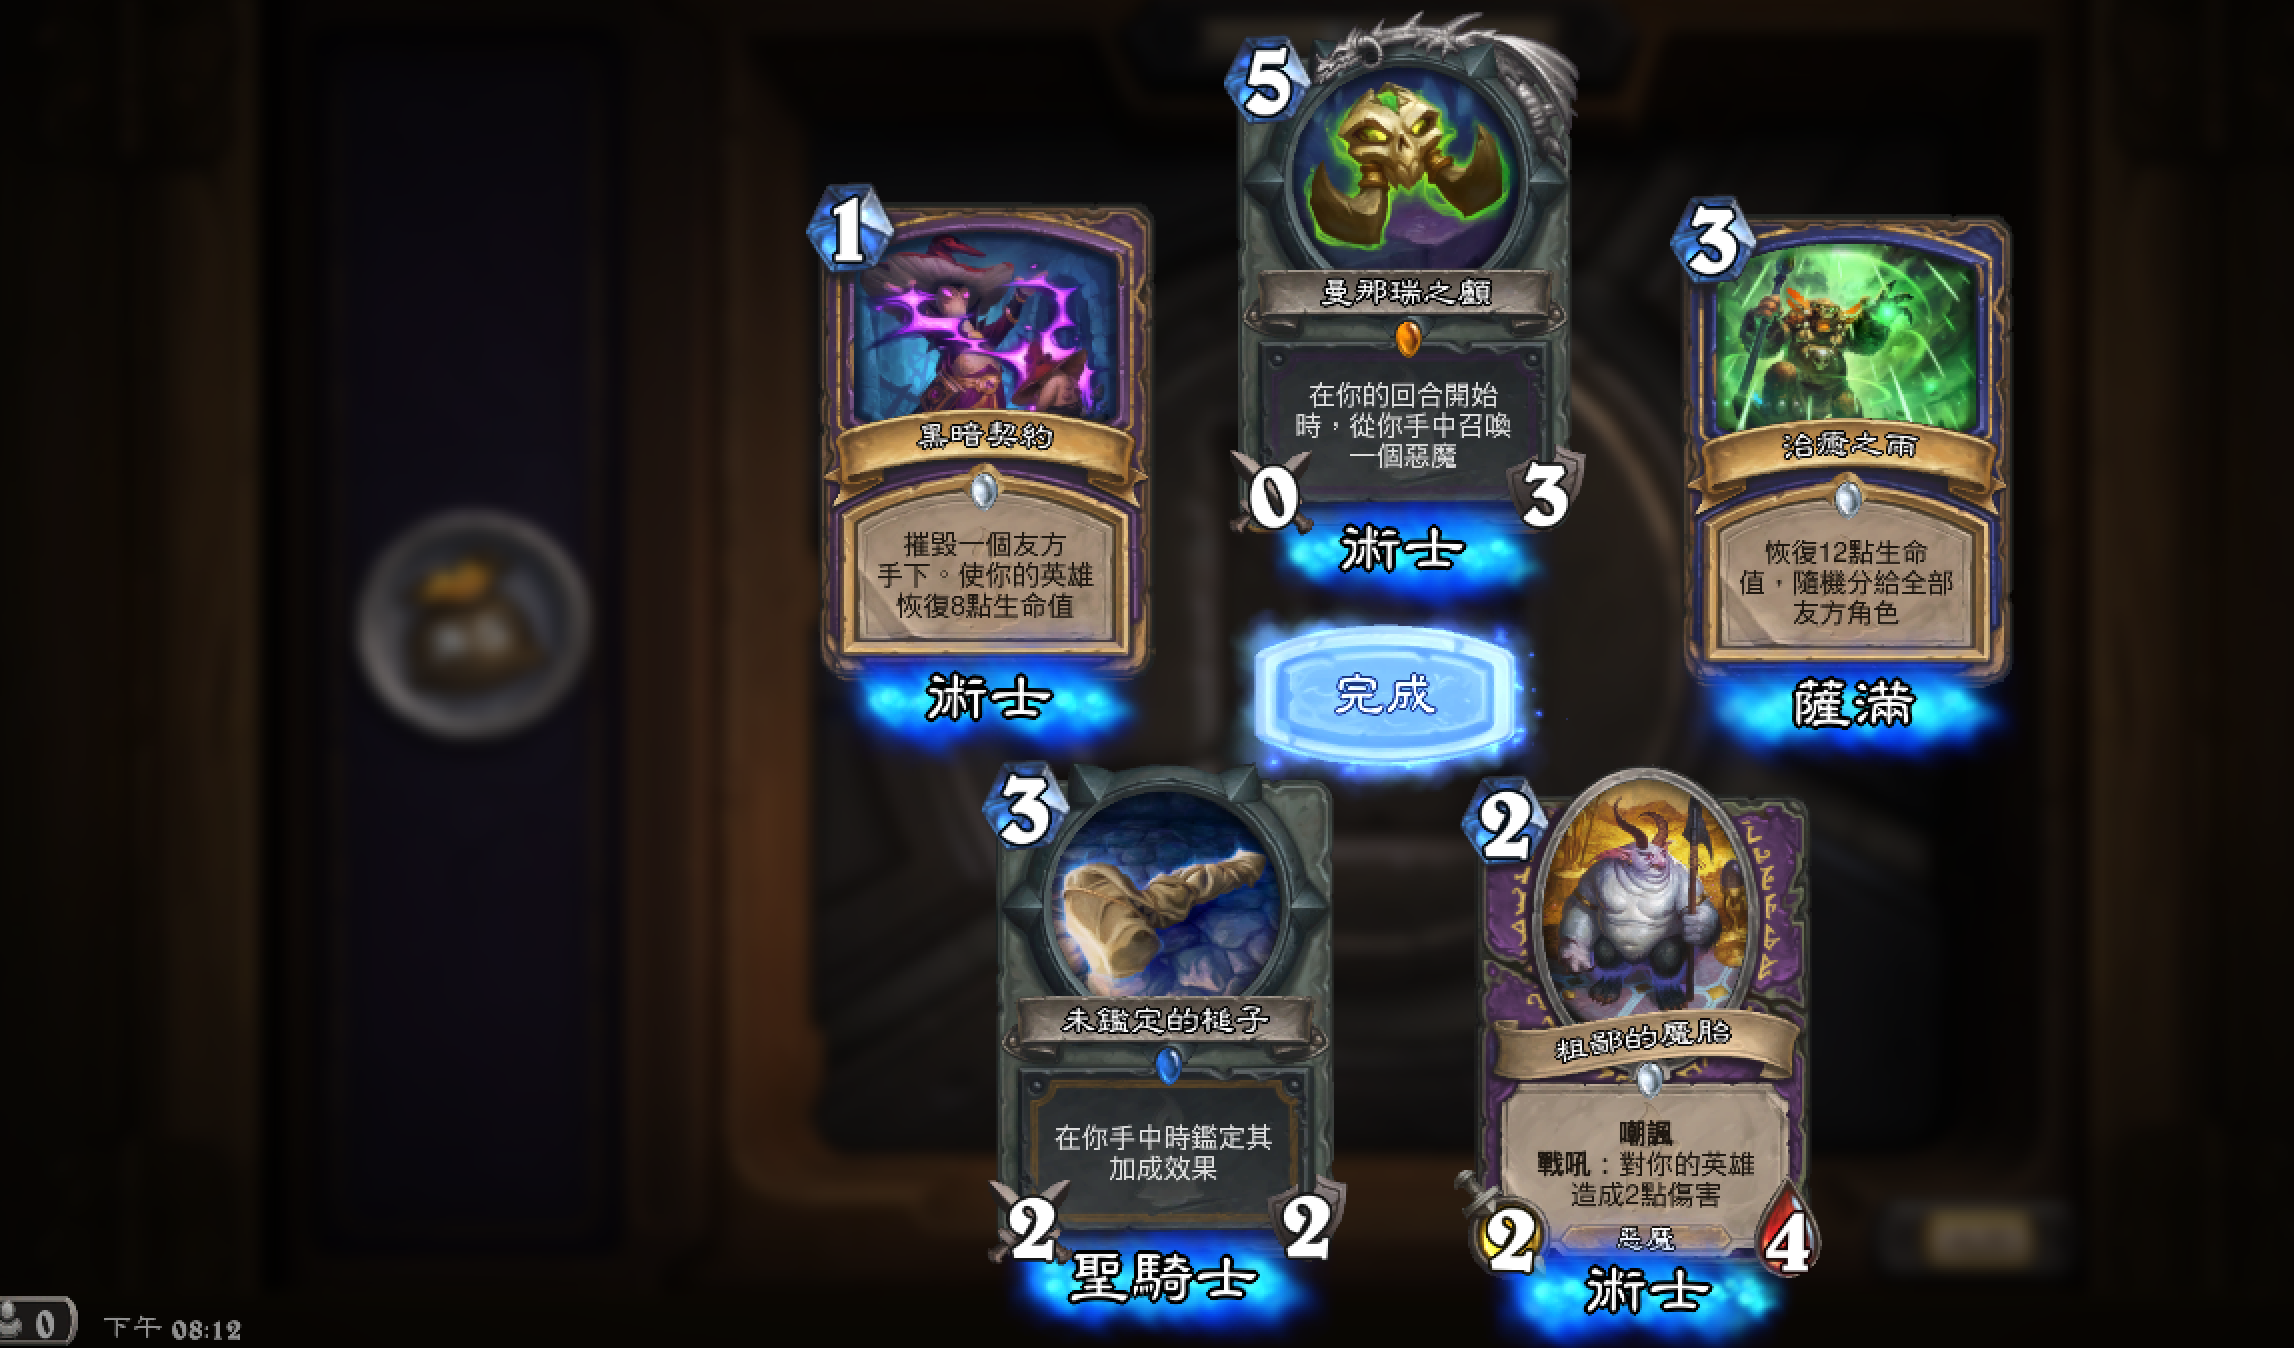 5
曼那瑞之顱
在你的回合開始
時，從你手中召喚
一個惡魔
0
3
術士
1
黑暗契約
摧毀一個友方
手下。使你的英雄
恢復8點生命值
術士
3
治癒之雨
恢復12點生命
值，隨機分給全部
友方角色
薩滿
完成
3
未鑑定的槌子
在你手中時鑑定其
加成效果
2
2
聖騎士
2
粗鄙的魔胎
嘲諷
戰吼：對你的英雄
造成2點傷害
惡魔
2
4
術士
0
下午 08:12